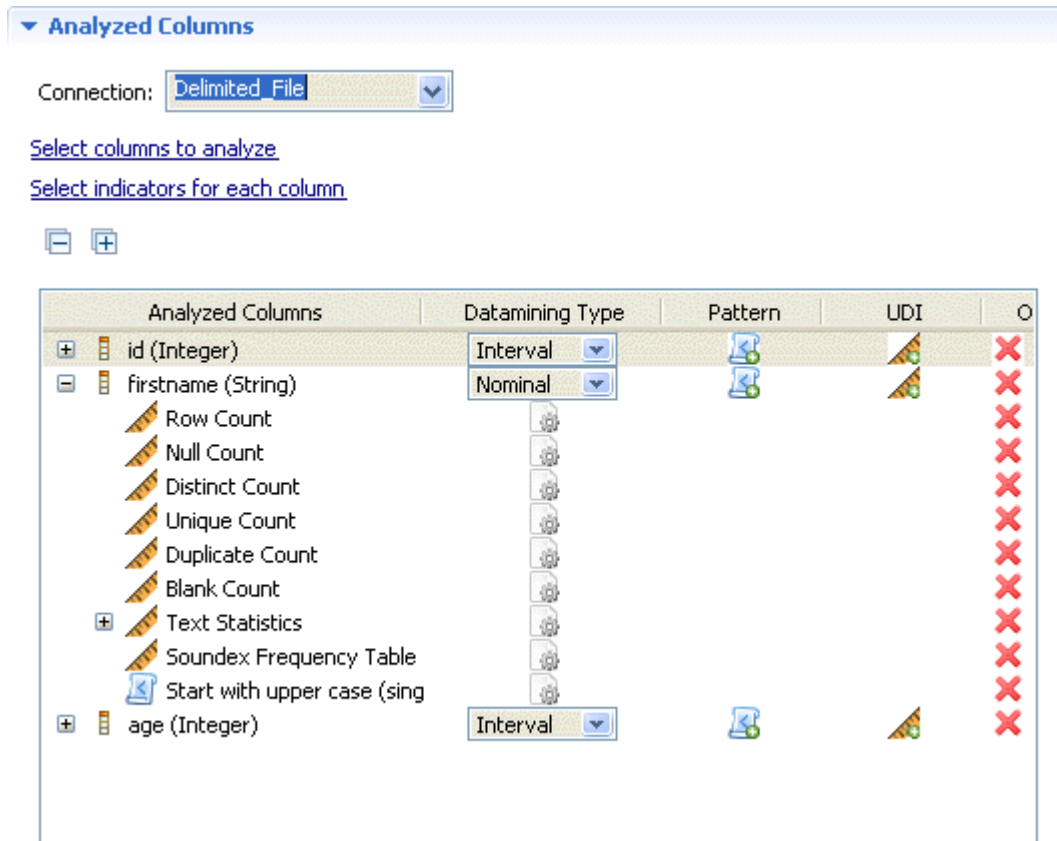 Analyzed Columns
Connection: Delimited_File
Select columns to analyze
Select indicators for each column
Analyzed Columns Datamining Type Pattern UDI O
id (Integer) Interval
firstname (String) Nominal
Row Count
Null Count
Distinct Count
Unique Count
Duplicate Count
Blank Count
Text Statistics
Soundex Frequency Table
Start with upper case (sing
age (Integer) Interval